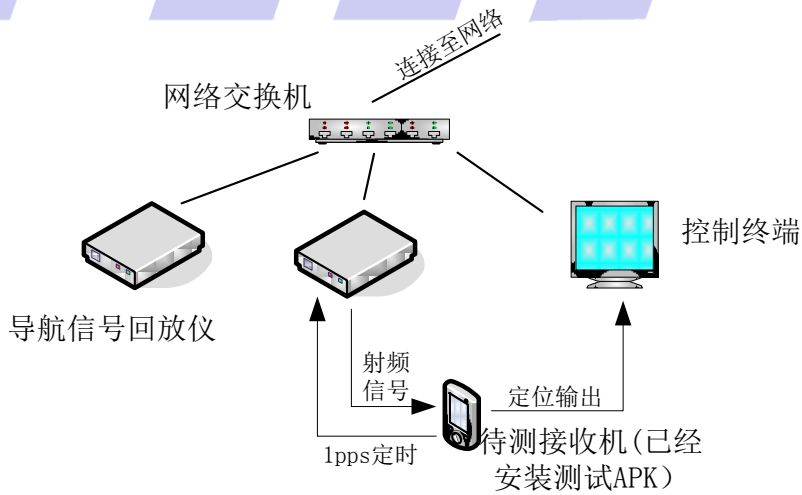 连接至网络
网络交换机
控制终端
导航信号回放仪
射频
信号
定位输出
1pps定时
待测接收机(已经
安装测试APK）